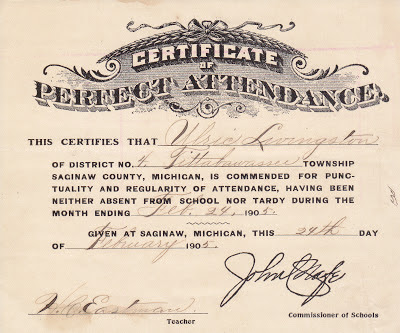 CERTIFICATE
OF
PERFECT ATTENDANCE.
THIS CERTIFIES THAT Livingston
OF DISTRICT NO. 4 Tittabawassee TOWNSHIP
SAGINAW COUNTY, MICHIGAN, IS COMMENDED FOR PUNC-
TUALITY AND REGULARITY OF ATTENDANCE, HAVING BEEN
NEITHER ABSENT FROM SCHOOL NOR TARDY DURING THE
MONTH ENDING Feb. 24, 1905.
GIVEN AT SAGINAW, MICHIGAN, THIS 24th DAY
OF February 1905.
John
Commissioner of Schools
Eastman
Teacher